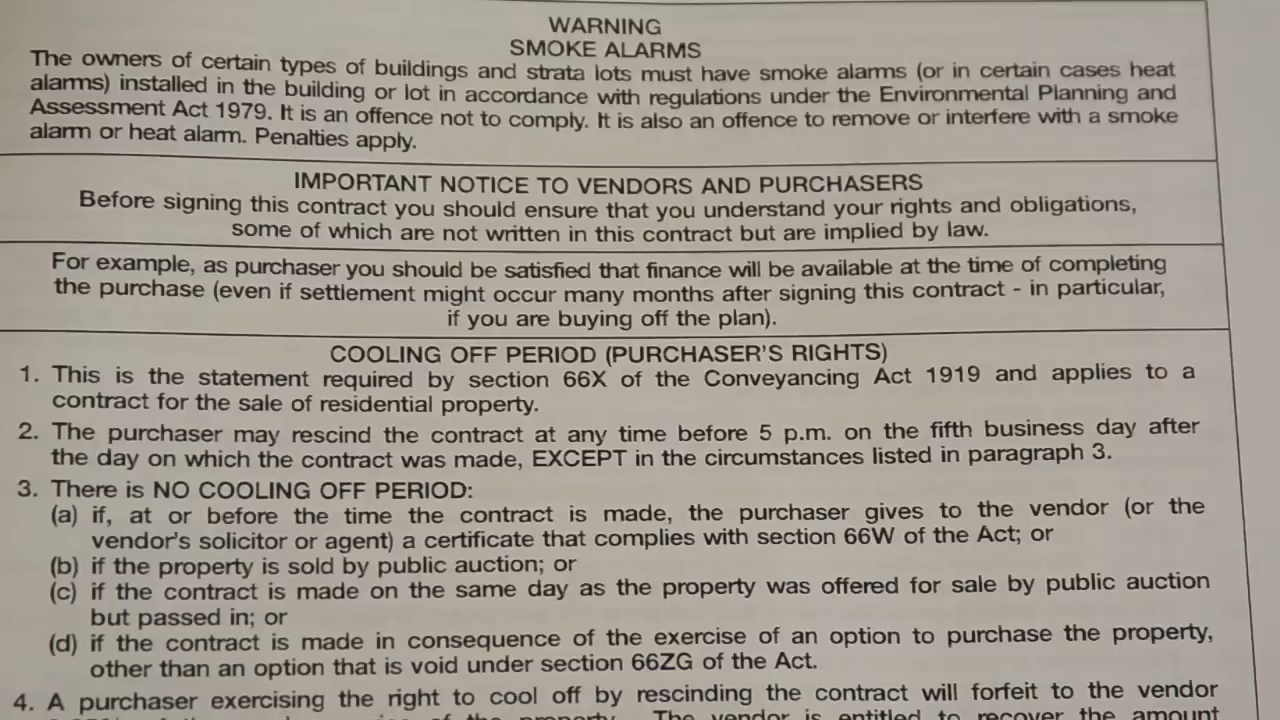 WARNING
SMOKE ALARMS
The owners of certain types of buildings and strata lots must have smoke alarms (or in certain cases heat
alarms) installed in the building or lot in accordance with regulations under the Environmental Planning and
Assessment Act 1979. It is an offence not to comply. It is also an offence to remove or interfere with a smoke
alarm or heat alarm. Penalties apply.
IMPORTANT NOTICE TO VENDORS AND PURCHASERS
Before signing this contract you should ensure that you understand your rights and obligations,
some of which are not written in this contract but are implied by law.
For example, as purchaser you should be satisfied that finance will be available at the time of completing
the purchase (even if settlement might occur many months after signing this contract - in particular,
if you are buying off the plan).
COOLING OFF PERIOD (PURCHASER'S RIGHTS)
1. This is the statement required by section 66X of the Conveyancing Act 1919 and applies to a
contract for the sale of residential property.
2. The purchaser may rescind the contract at any time before 5 p.m. on the fifth business day after
the day on which the contract was made, EXCEPT in the circumstances listed in paragraph 3.
3. There is NO COOLING OFF PERIOD:
(a) if, at or before the time the contract is made, the purchaser gives to the vendor (or the
vendor's solicitor or agent) a certificate that complies with section 66W of the Act; or
(b) if the property is sold by public auction; or
(c) if the contract is made on the same day as the property was offered for sale by public auction
but passed in; or
(d) if the contract is made in consequence of the exercise of an option to purchase the property,
other than an option that is void under section 66ZG of the Act.
4. A purchaser exercising the right to cool off by rescinding the contract will forfeit to the vendor
of the property. The vendor is entitled to recover the amount